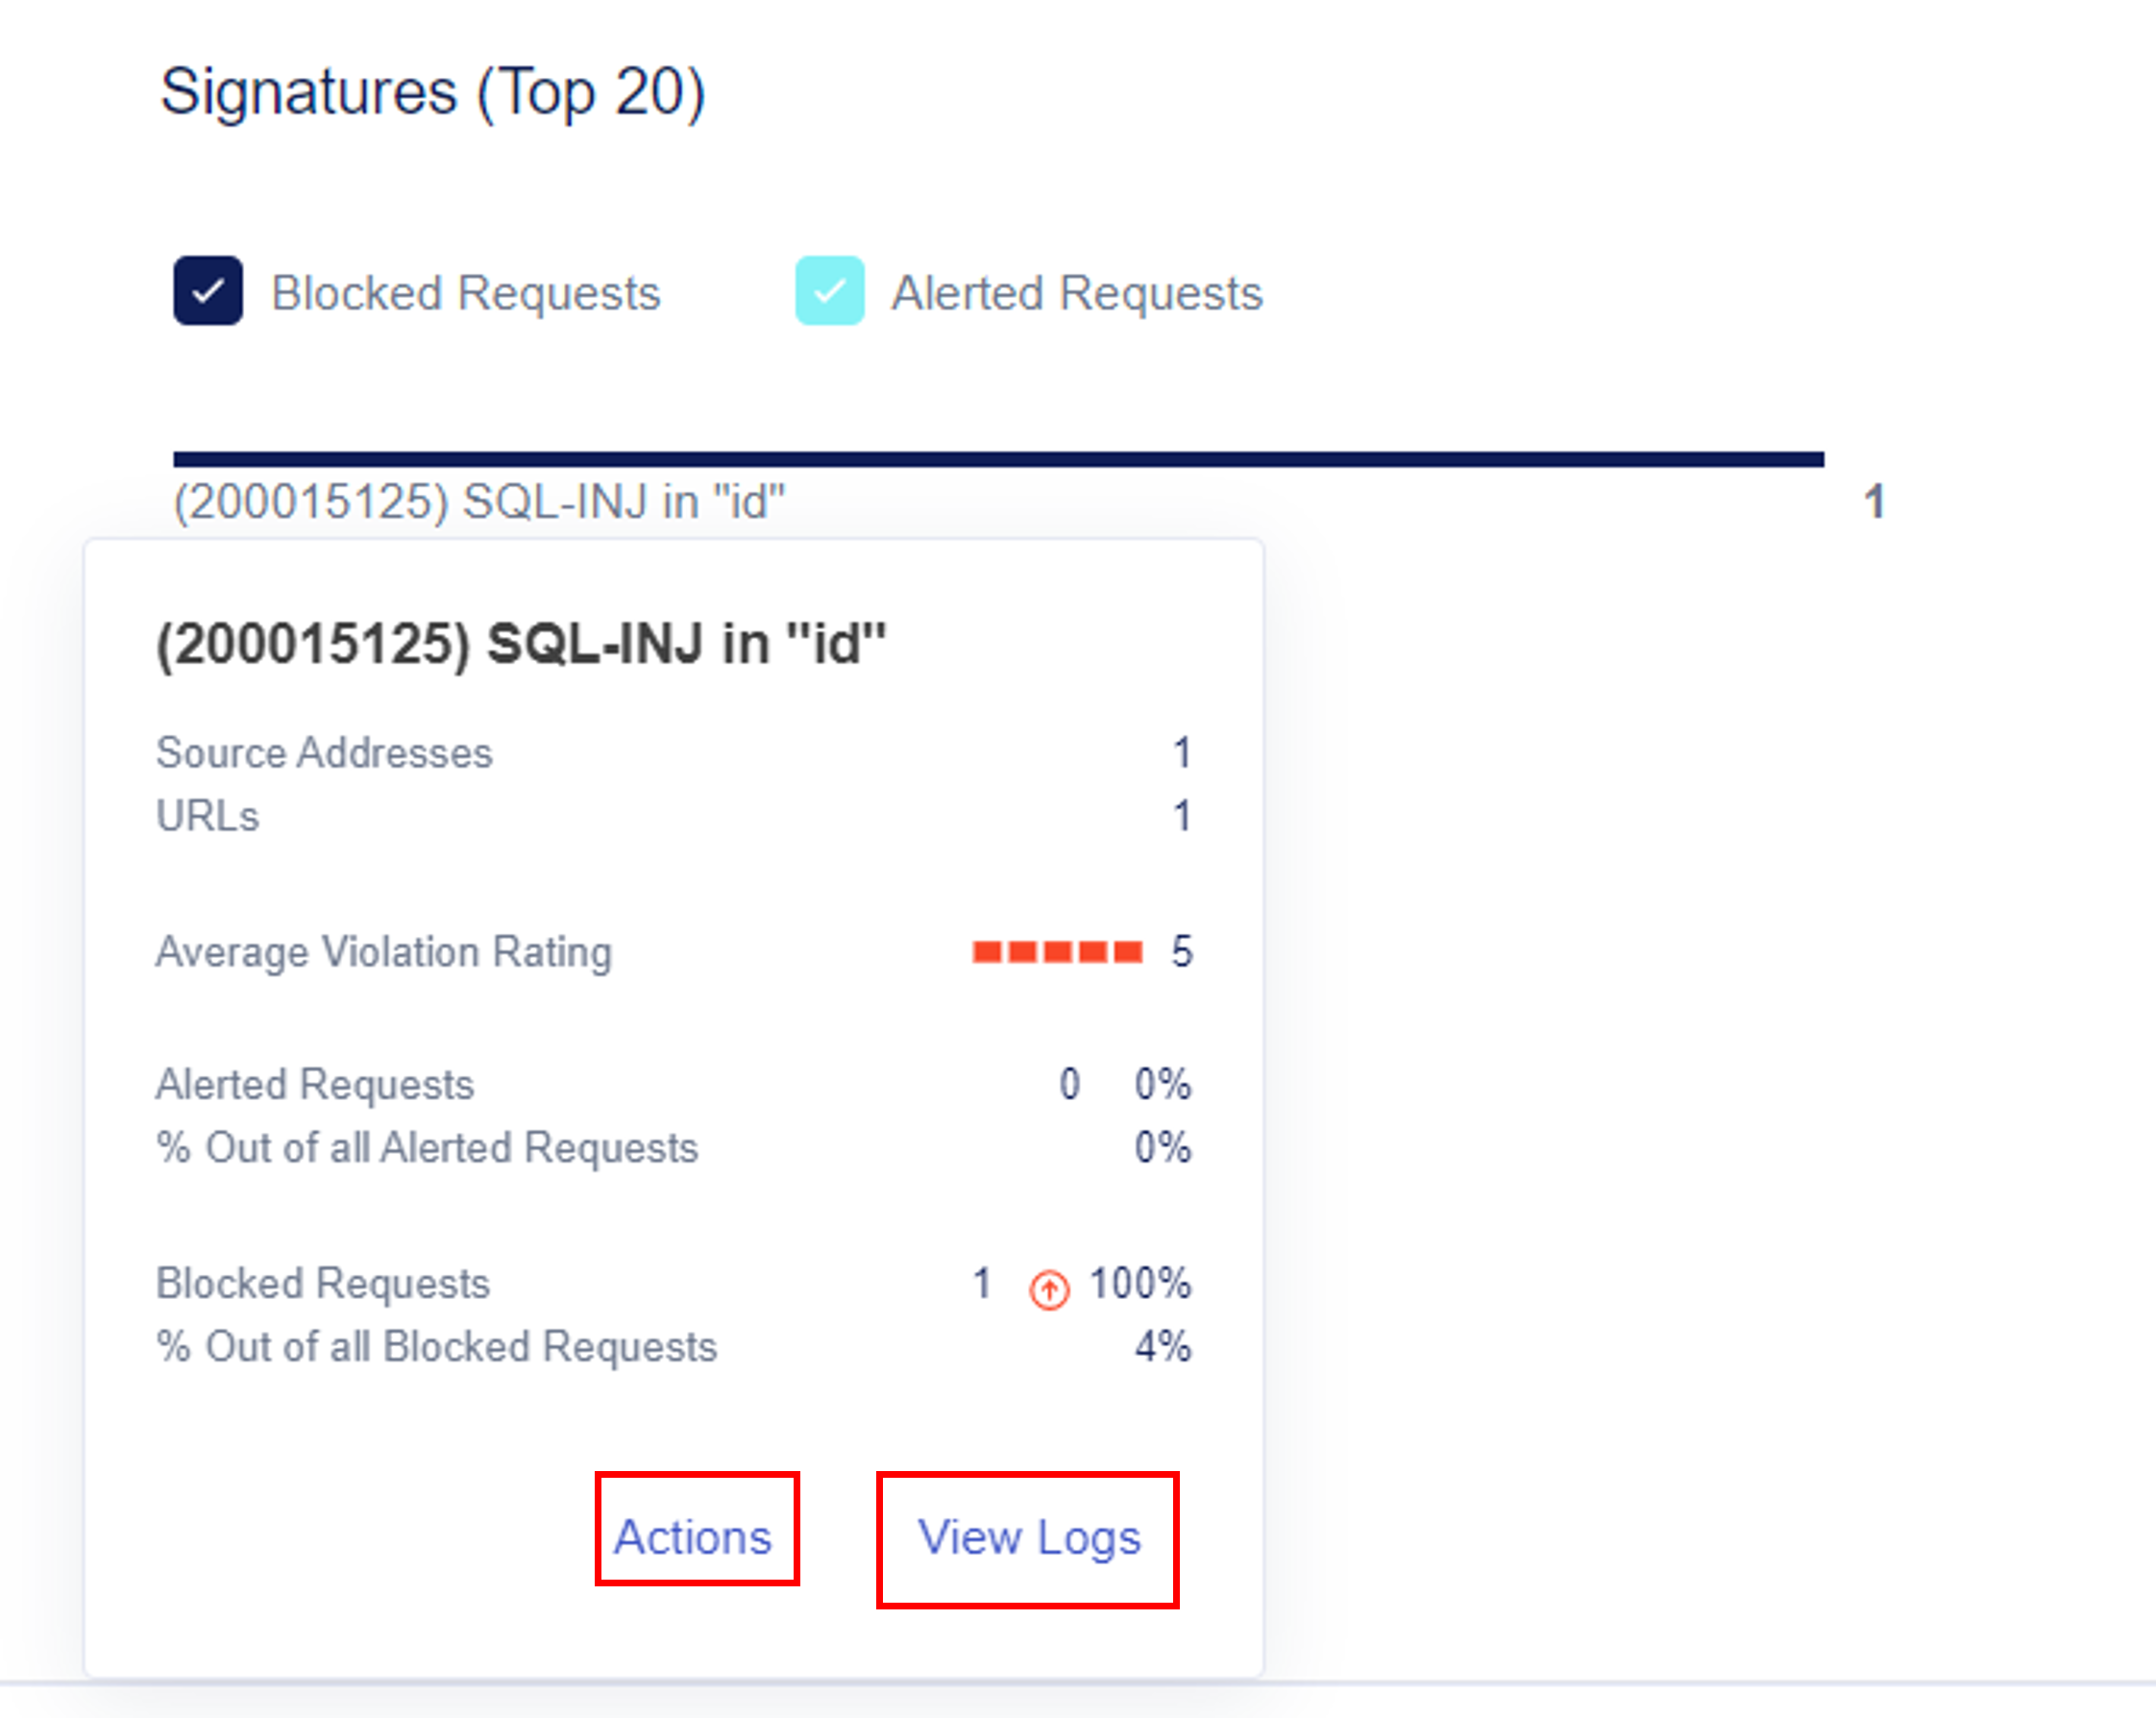 Signatures (Top 20)
Blocked Requests Alerted Requests
(200015125) SQL-INJ in "id" 1
(200015125) SQL-INJ in "id"
Source Addresses 1
URLs 1
Average Violation Rating 5
Alerted Requests 0 0%
% Out of all Alerted Requests 0%
Blocked Requests 1 100%
% Out of all Blocked Requests 4%
Actions View Logs